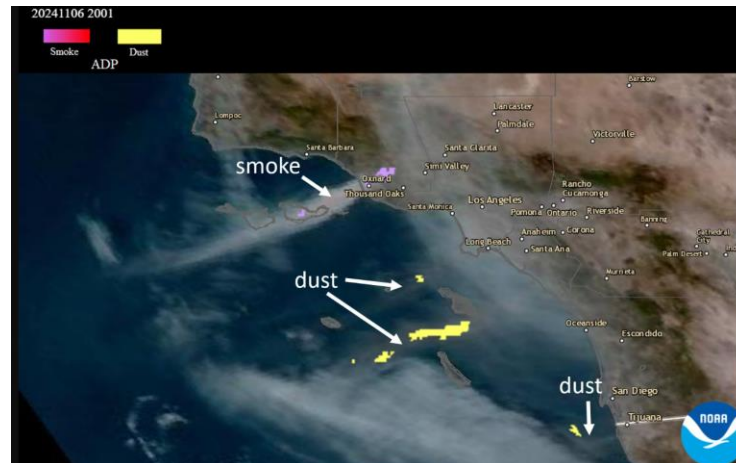 20241106 2001
Smoke
Dust
ADP
Barstow
Lompoc
Lancaster
Palmdale
Victorville
Santa Barbara
Santa Clarita
smoke
Simi Valley
Oxnard
Thousand Oaks
Rancho
Cucamonga
Santa Monica
Los Angeles
Pomona
Ontario
Riverside
Banning
Cathedral
City
Anaheim
Corona
Long Beach
Santa Ana
Palm Desert
dust
Murrieta
Oceanside
Escondido
dust
San Diego
Tijuana
NOAA